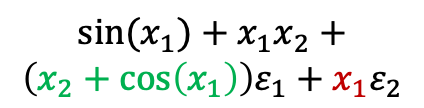 sin(x₁) + x₁x₂ +
(x₂ + cos(x₁))ε₁ + x₁ε₂